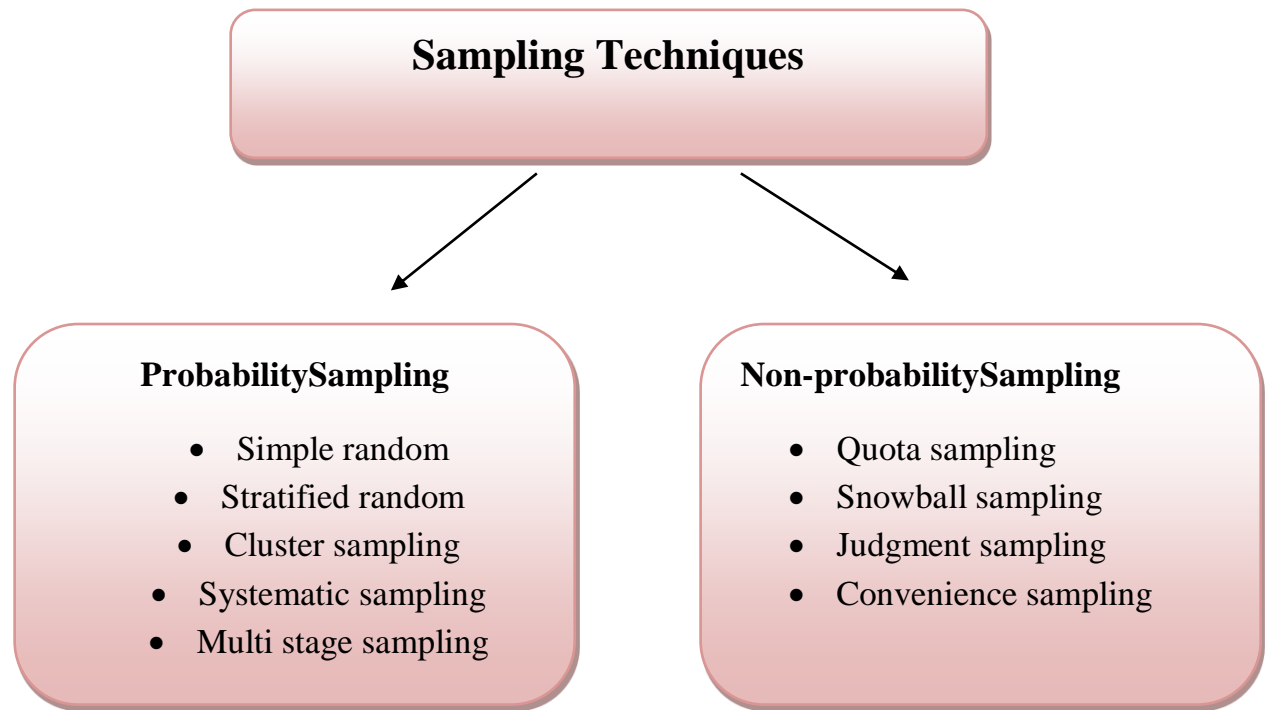 Sampling Techniques
ProbabilitySampling
• Simple random
• Stratified random
• Cluster sampling
• Systematic sampling
• Multi stage sampling
Non-probabilitySampling
• Quota sampling
• Snowball sampling
• Judgment sampling
• Convenience sampling